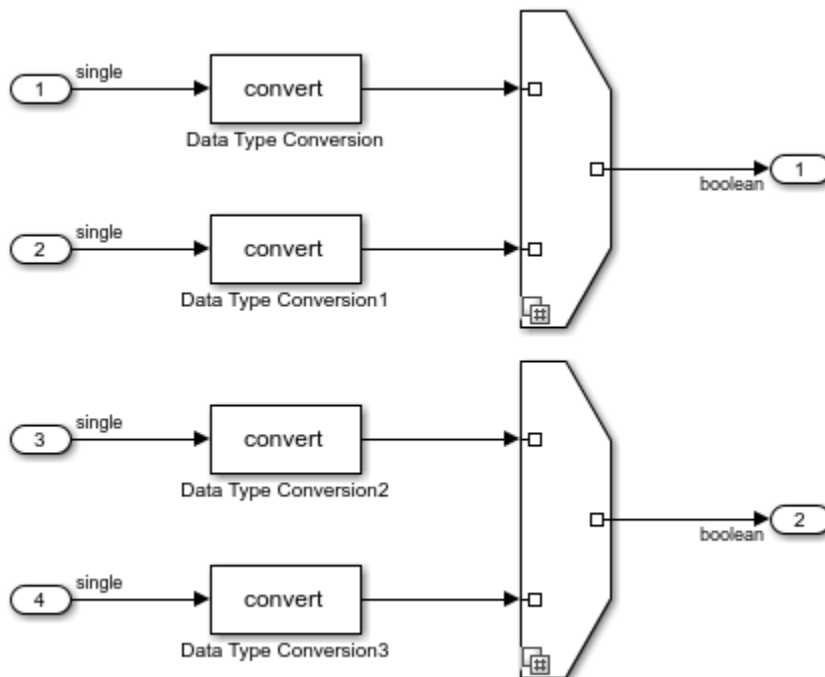 single
1
convert
Data Type Conversion
1
boolean
single
2
convert
Data Type Conversion1
single
3
convert
Data Type Conversion2
2
boolean
single
4
convert
Data Type Conversion3